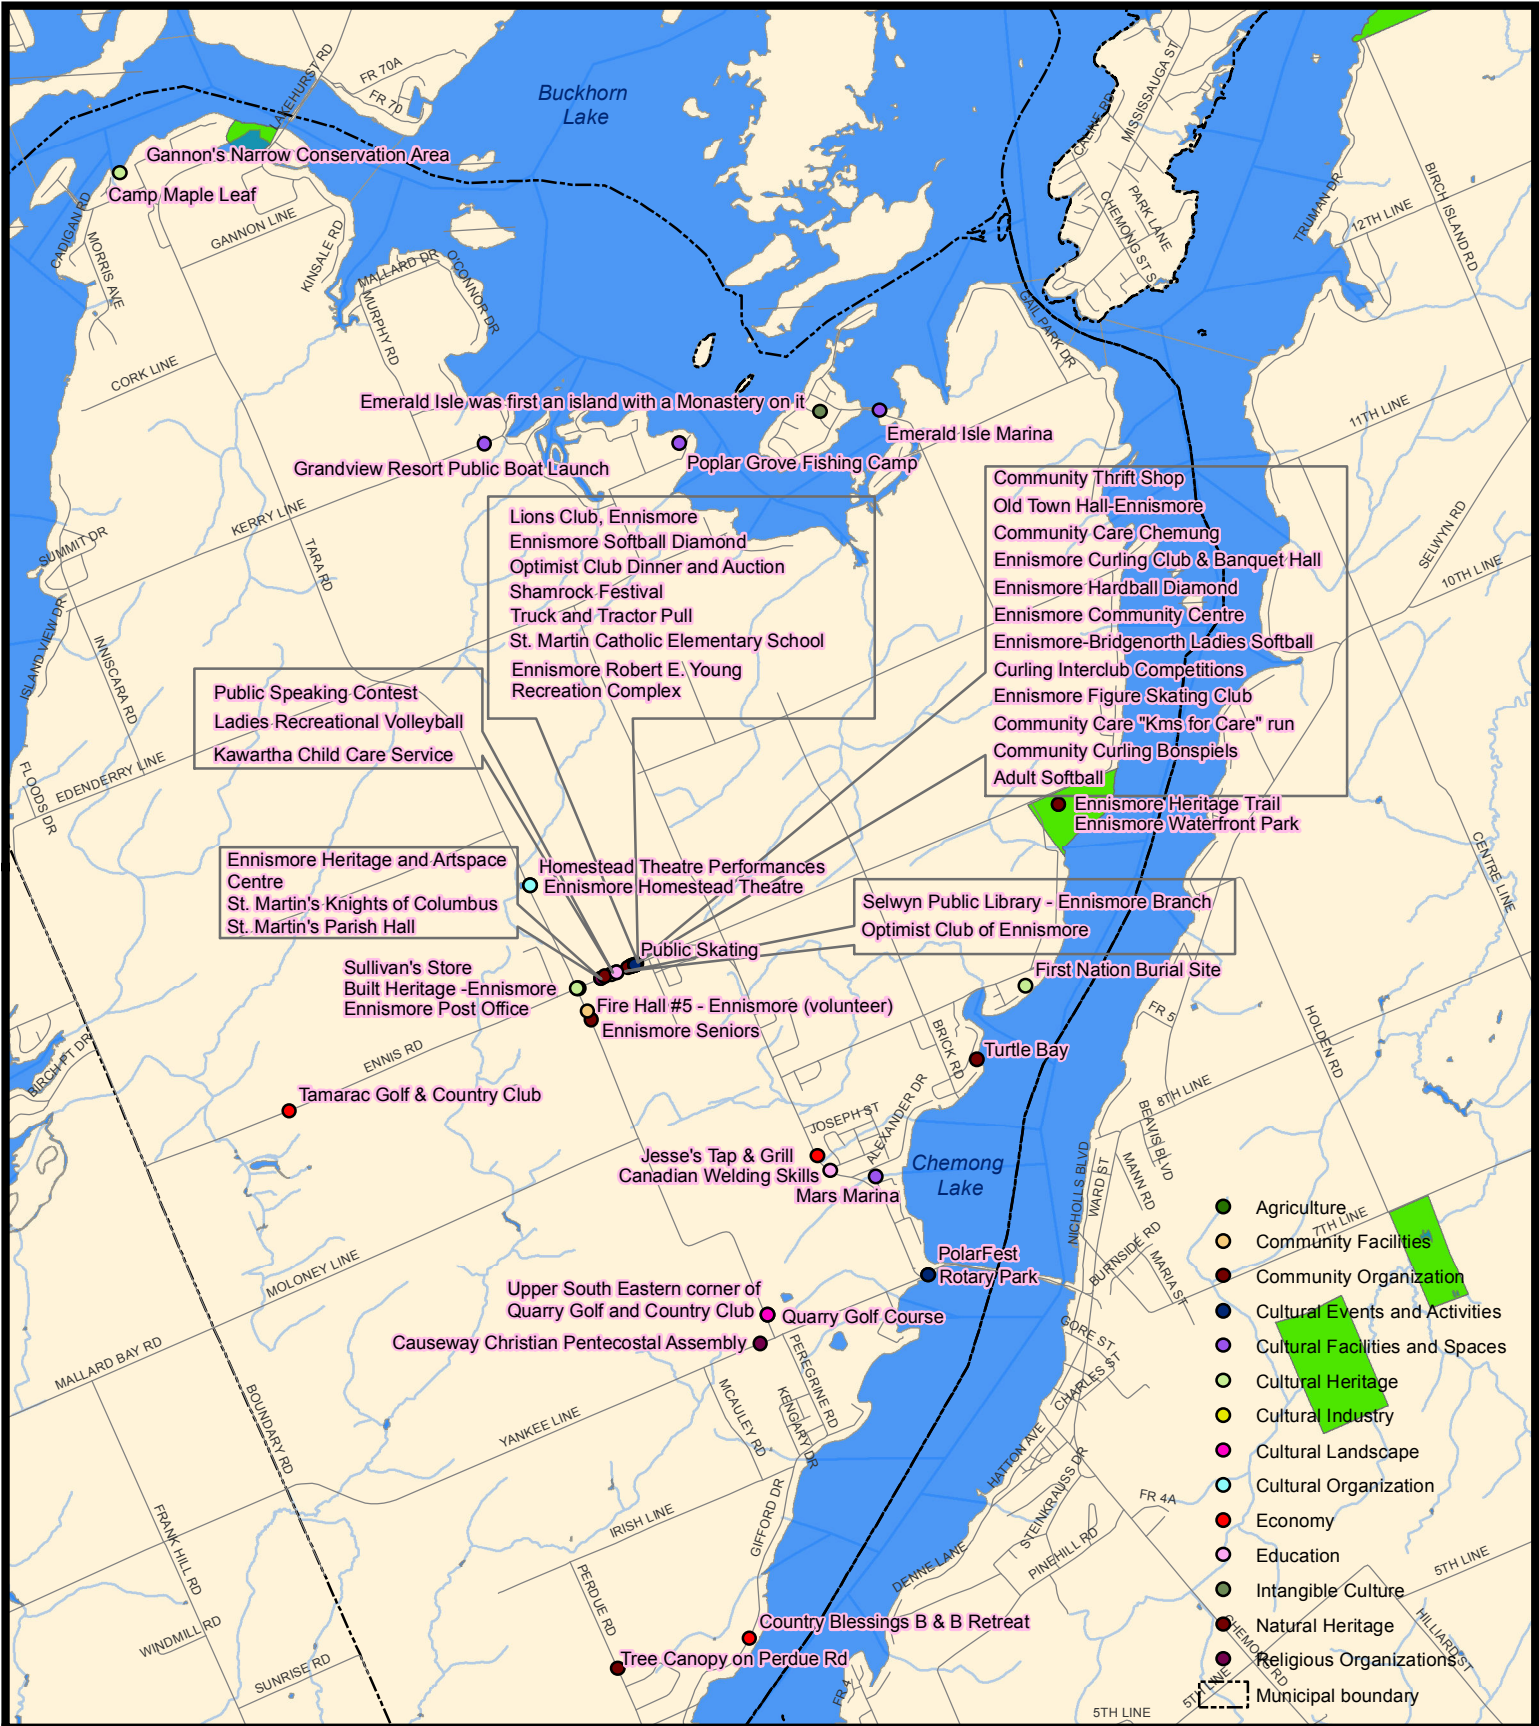 LAKEHURST RD
FR 70A
FR 70
Buckhorn
Lake
MISSISSAUGA ST
PARK LANE
CHEMONG ST S
TRUMAN DR
12TH LINE
BIRCH ISLAND RD
Gannon's Narrow Conservation Area
Camp Maple Leaf
CADIGAN RD
MORRIS AVE
GANNON LINE
KINSALE RD
MALLARD DR
O'CONNOR DR
MURPHY RD
GAIL PARK DR
CORK LINE
Emerald Isle was first an island with a Monastery on it
Emerald Isle Marina
11TH LINE
Grandview Resort Public Boat Launch
Poplar Grove Fishing Camp
KERRY LINE
SUMMIT DR
TARA RD
SELWYN RD
10TH LINE
ISLAND VIEW DR
INNISCARA RD
Lions Club, Ennismore
Ennismore Softball Diamond
Optimist Club Dinner and Auction
Shamrock Festival
Truck and Tractor Pull
St. Martin Catholic Elementary School
Ennismore Robert E. Young
Recreation Complex
Community Thrift Shop
Old Town Hall-Ennismore
Community Care Chemung
Ennismore Curling Club & Banquet Hall
Ennismore Hardball Diamond
Ennismore Community Centre
Ennismore-Bridgenorth Ladies Softball
Curling Interclub Competitions
Ennismore Figure Skating Club
Community Care "Kms for Care" run
Community Curling Bonspiels
Adult Softball
Public Speaking Contest
Ladies Recreational Volleyball
Kawartha Child Care Service
FLOODS DR
EDENDERRY LINE
Ennismore Heritage Trail
Ennismore Waterfront Park
CENTRE LINE
Ennismore Heritage and Artspace
Centre
St. Martin's Knights of Columbus
St. Martin's Parish Hall
Homestead Theatre Performances
Ennismore Homestead Theatre
Selwyn Public Library - Ennismore Branch
Optimist Club of Ennismore
Public Skating
Sullivan's Store
Built Heritage -Ennismore
Ennismore Post Office
Fire Hall #5 - Ennismore (volunteer)
Ennismore Seniors
First Nation Burial Site
FR 5
HOLDEN RD
BIRCH PT DR
ENNIS RD
BRICK RD
Turtle Bay
Tamarac Golf & Country Club
JOSEPH ST
ALEXANDER DR
8TH LINE
BEAVIS BLVD
Jesse's Tap & Grill
Canadian Welding Skills
Mars Marina
Chemong
Lake
NICHOLLS BLVD
WARD ST
MANN RD
BURNSIDE RD
MARIA ST
7TH LINE
MOLONEY LINE
PolarFest
Rotary Park
Upper South Eastern corner of
Quarry Golf and Country Club
Quarry Golf Course
Causeway Christian Pentecostal Assembly
GORE ST
CHARLES ST
MALLARD BAY RD
BOUNDARY RD
YANKEE LINE
MCAULEY RD
PEREGRINE RD
KENGARY DR
HATTON AVE
STEINKRAUSS DR
FRANK HILL RD
IRISH LINE
GIFFORD DR
FR 4A
PINEHILL RD
DENNE LANE
5TH LINE
PERDUE RD
WINDMILL RD
SUNRISE RD
Country Blessings B & B Retreat
Tree Canopy on Perdue Rd
FR 4
CHEMONG RD
HILLIARD ST
5TH LINE
5TH LINE
Agriculture
Community Facilities
Community Organization
Cultural Events and Activities
Cultural Facilities and Spaces
Cultural Heritage
Cultural Industry
Cultural Landscape
Cultural Organization
Economy
Education
Intangible Culture
Natural Heritage
Religious Organizations
Municipal boundary